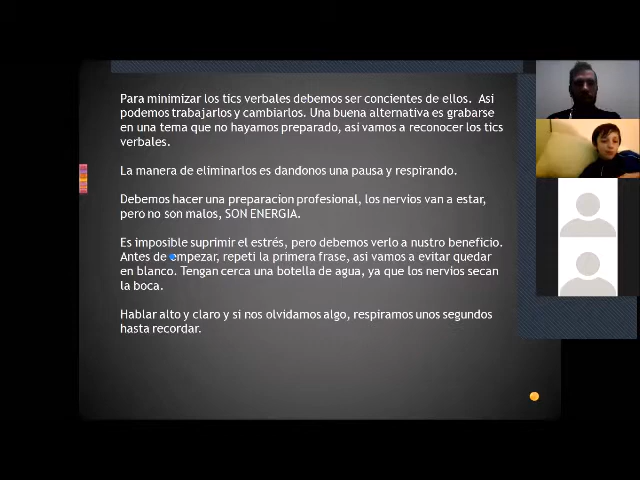 Para minimizar los tics verbales debemos ser concientes de ellos. Asi
podemos trabajarlos y cambiarlos. Una buena alternativa es grabarse
en una tema que no hayamos preparado, asi vamos a reconocer los tics
verbales.
La manera de eliminarlos es dandonos una pausa y respirando.
Debemos hacer una preparacion profesional, los nervios van a estar,
pero no son malos, SON ENERGIA.
Es imposible suprimir el estrés, pero debemos verlo a nustro beneficio.
Antes de empezar, repeti la primera frase, asi vamos a evitar quedar
en blanco. Tengan cerca una botella de agua, ya que los nervios secan
la boca.
Hablar alto y claro y si nos olvidamos algo, respiramos unos segundos
hasta recordar.